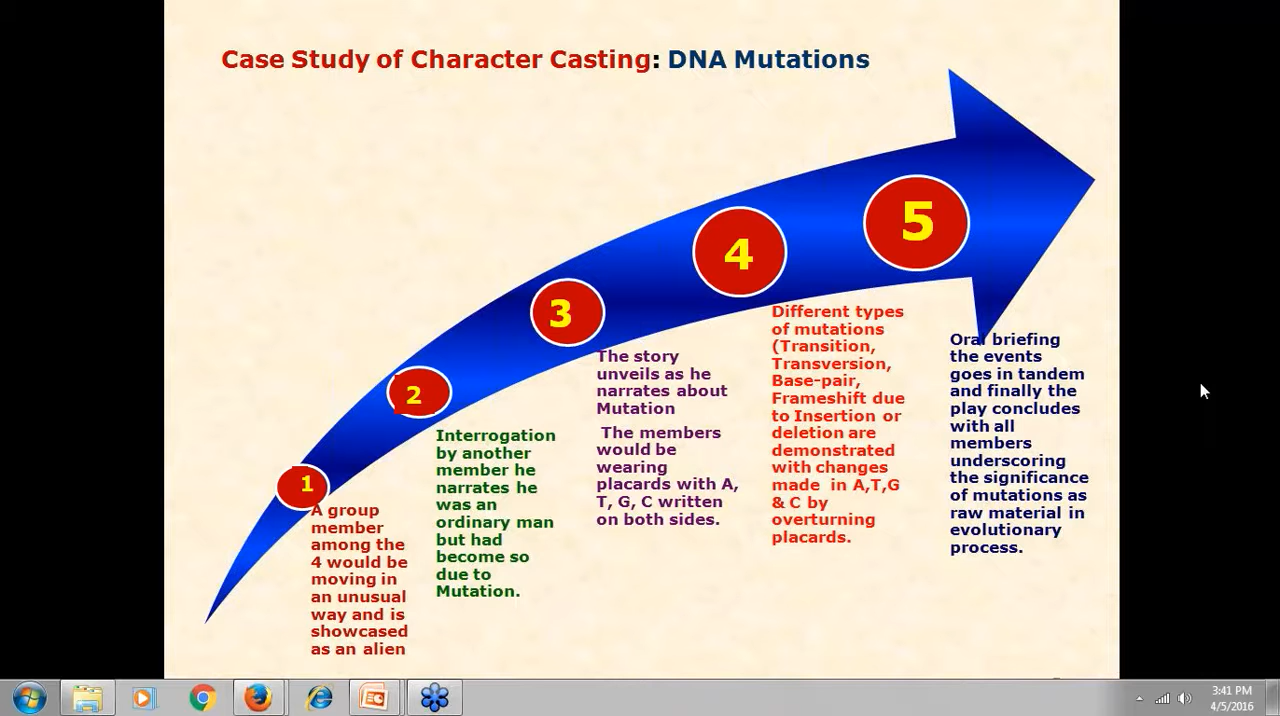 Case Study of Character Casting: DNA Mutations
1
A group
member
among the
4 would be
moving in
an unusual
way and is
showcased
as an alien
2
Interrogation
by another
member he
narrates he
was an
ordinary man
but had
become so
due to
Mutation.
3
The story
unveils as he
narrates about
Mutation
The members
would be
wearing
placards with A,
T, G, C written
on both sides.
4
Different types
of mutations
(Transition,
Transversion,
Base-pair,
Frameshift due
to Insertion or
deletion are
demonstrated
with changes
made in A,T,G
& C by
overturning
placards.
5
Oral briefing
the events
goes in tandem
and finally the
play concludes
with all
members
underscoring
the significance
of mutations as
raw material in
evolutionary
process.
3:41 PM
4/5/2016